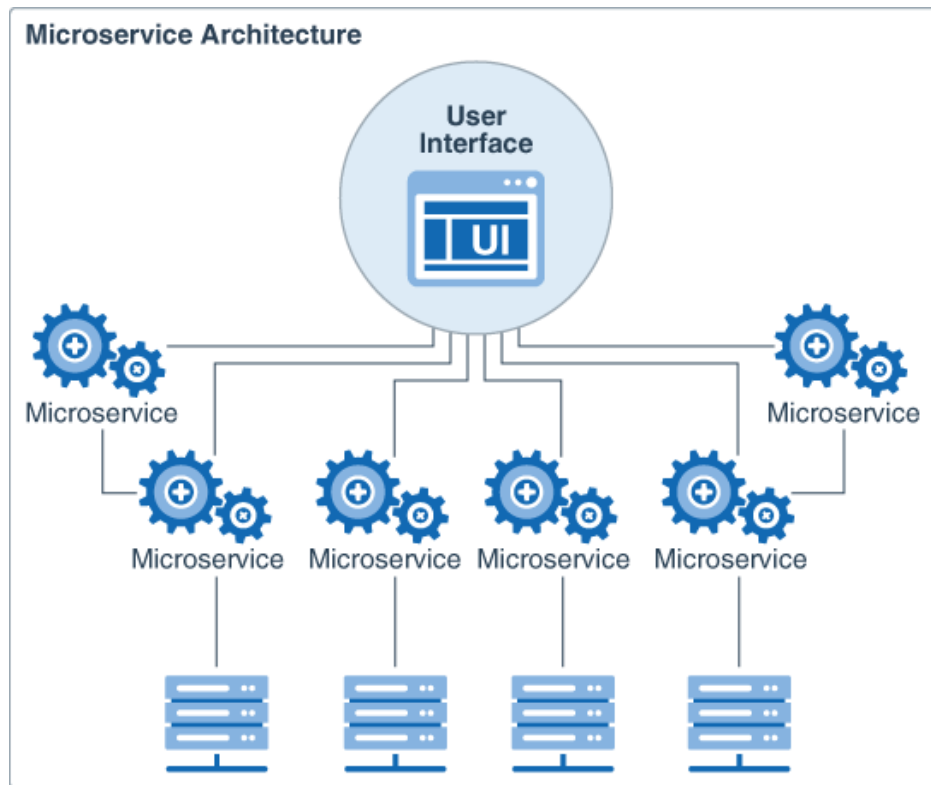 Microservice Architecture
User
Interface
UI
Microservice
Microservice
Microservice
Microservice
Microservice
Microservice